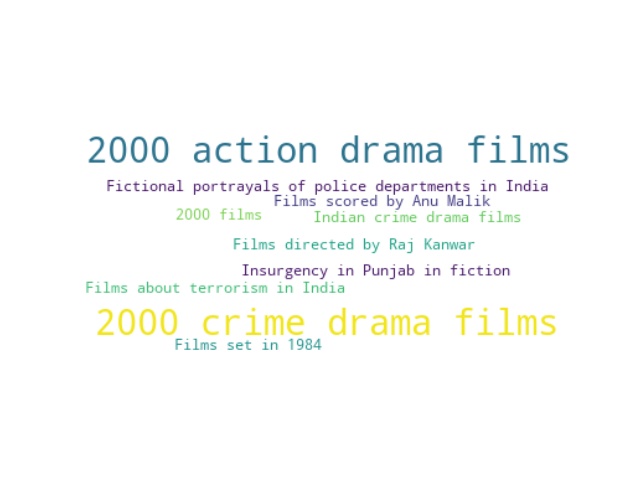 2000 action drama films
Fictional portrayals of police departments in India
Films scored by Anu Malik
2000 films
Indian crime drama films
Films directed by Raj Kanwar
Insurgency in Punjab in fiction
Films about terrorism in India
2000 crime drama films
Films set in 1984